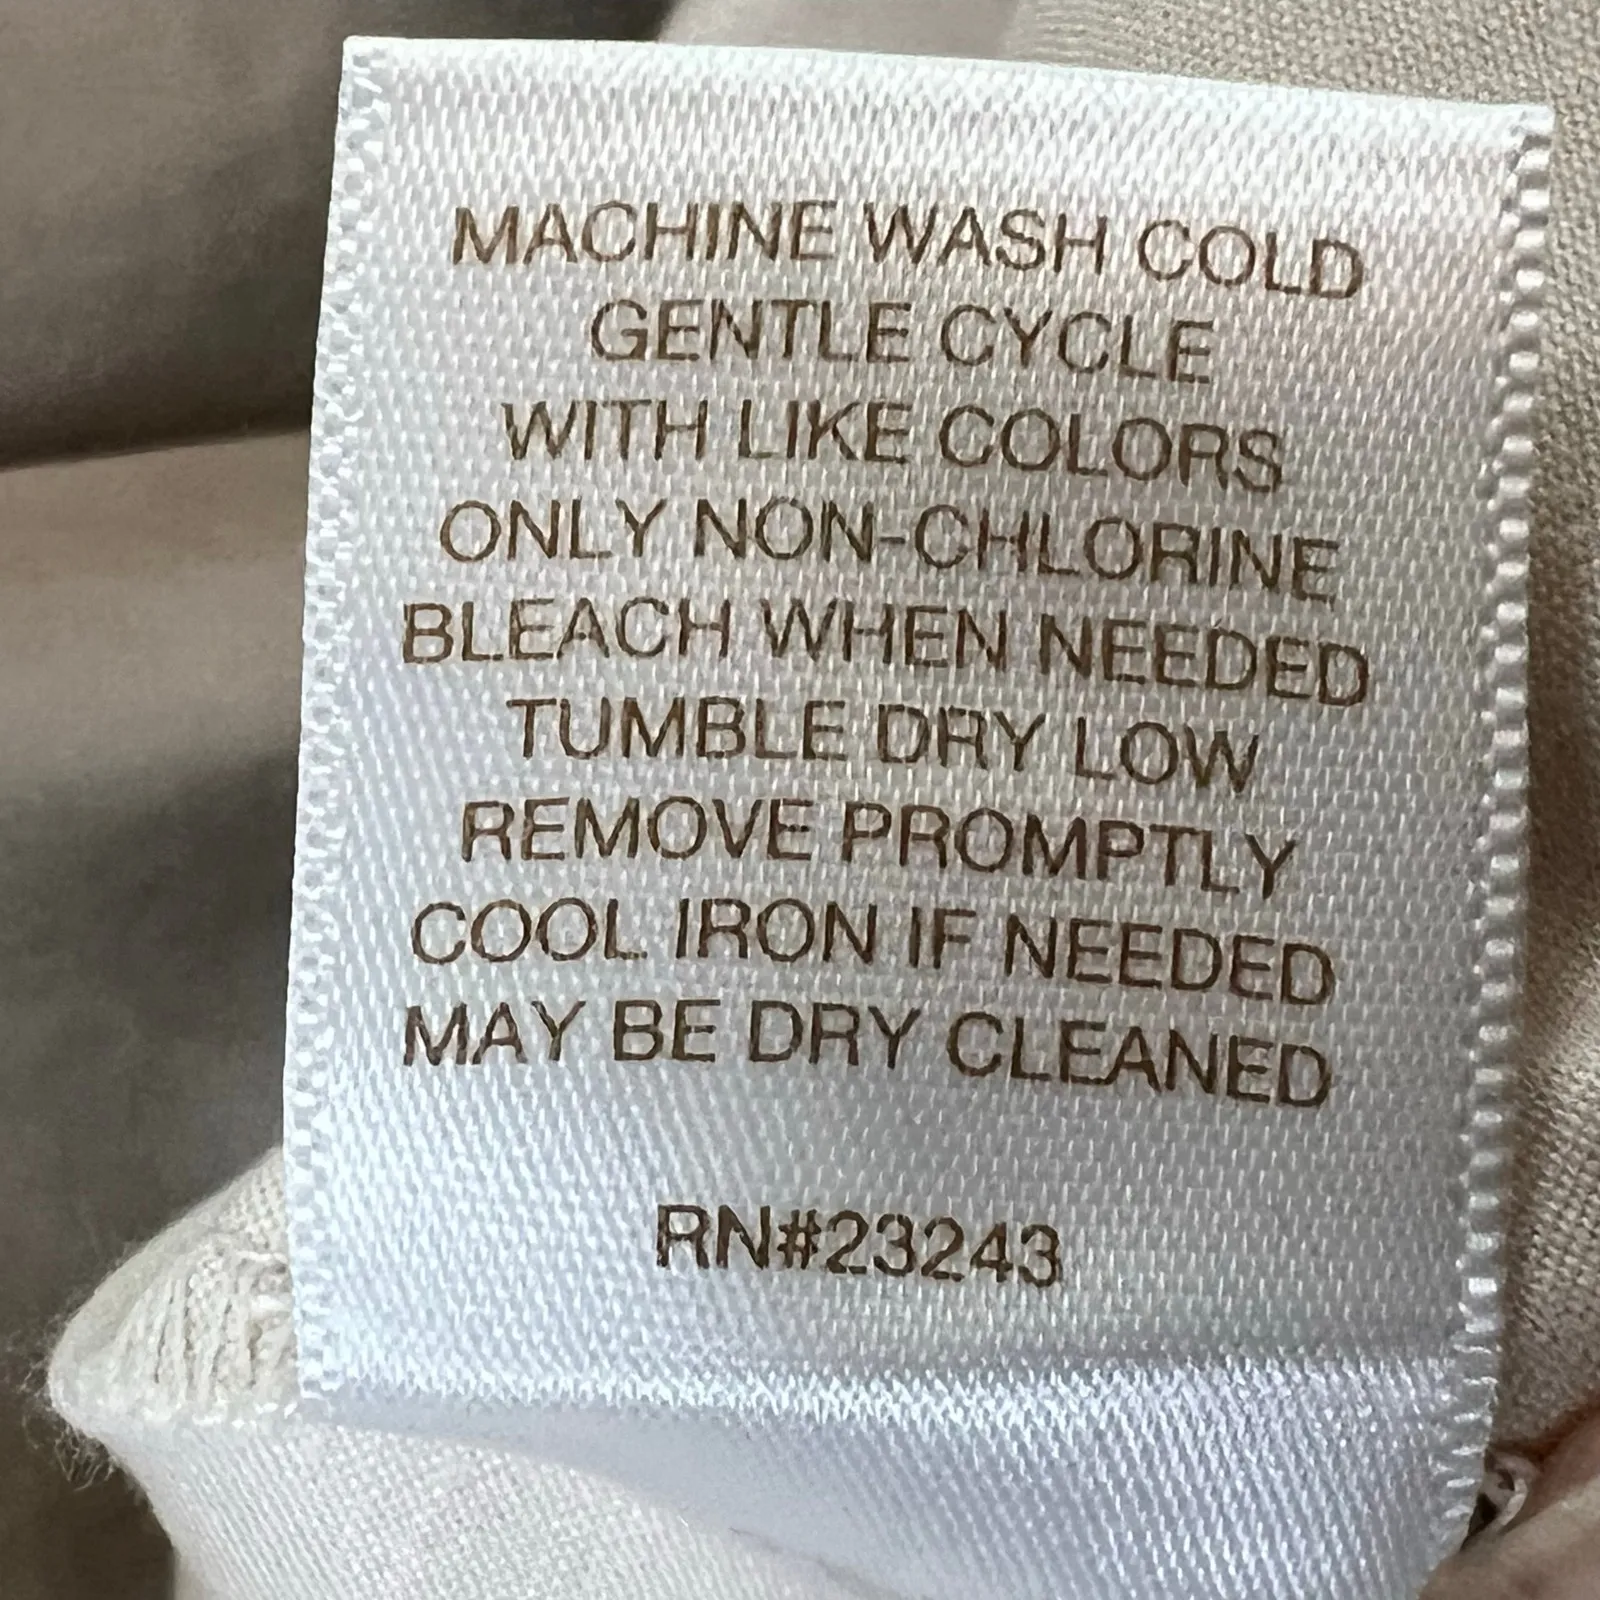 MACHINE WASH COLD
GENTLE CYCLE
WITH LIKE COLORS
ONLY NON-CHLORINE
BLEACH WHEN NEEDED
TUMBLE DRY LOW
REMOVE PROMPTLY
COOL IRON IF NEEDED
MAY BE DRY CLEANED
RN#23243